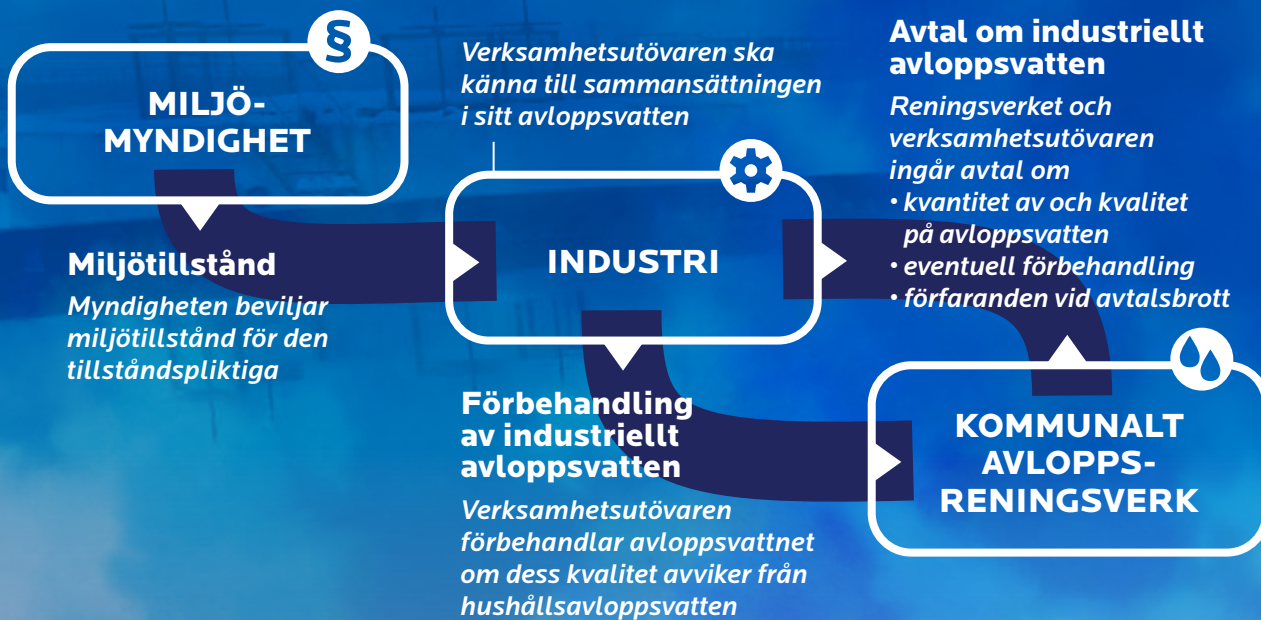 §
MILJÖ-
MYNDIGHET
Miljötillstånd
Myndigheten beviljar
miljötillstånd för den
tillståndspliktiga
Verksamhetsutövaren ska
känna till sammansättningen
i sitt avloppsvatten
INDUSTRI
Förbehandling
av industriellt
avloppsvatten
Verksamhetsutövaren
förbehandlar avloppsvattnet
om dess kvalitet avviker från
hushållsavloppsvatten
Avtal om industriellt
avloppsvatten
Reningsverket och
verksamhetsutövaren
ingår avtal om
• kvantitet av och kvalitet
på avloppsvatten
• eventuell förbehandling
• förfaranden vid avtalsbrott
KOMMUNALT
AVLOPPS-
RENINGSVERK